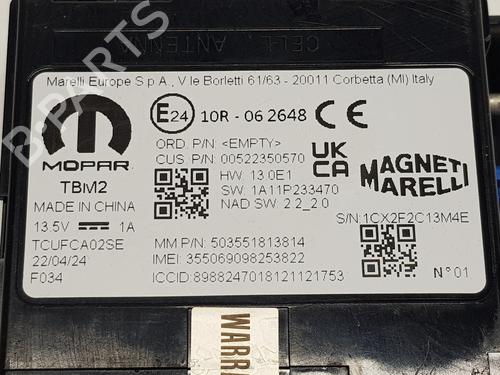 CELL ANTENN
Marelli Europe S.p.A., V.le Borletti 61/63 - 20011 Corbetta (MI) Italy
E24 10R - 06 2648 CE
ORD. P/N: <EMPTY>
CUS. P/N: 00522350570
UK
CA
MOPAR
TBM2
HW: 13.0E1
SW: 1A11P233470
NAD SW: 2.2_2.0
MAGNETI
MARELLI
MADE IN CHINA
13.5V 1A
S/N:1CX2F2C13M4E
TCUFCA02SE
MM P/N: 503551813814
22/04/24
IMEI: 355069098253822
F034
ICCID:8988247018121121753
N°01
WARRA
B-PARTS